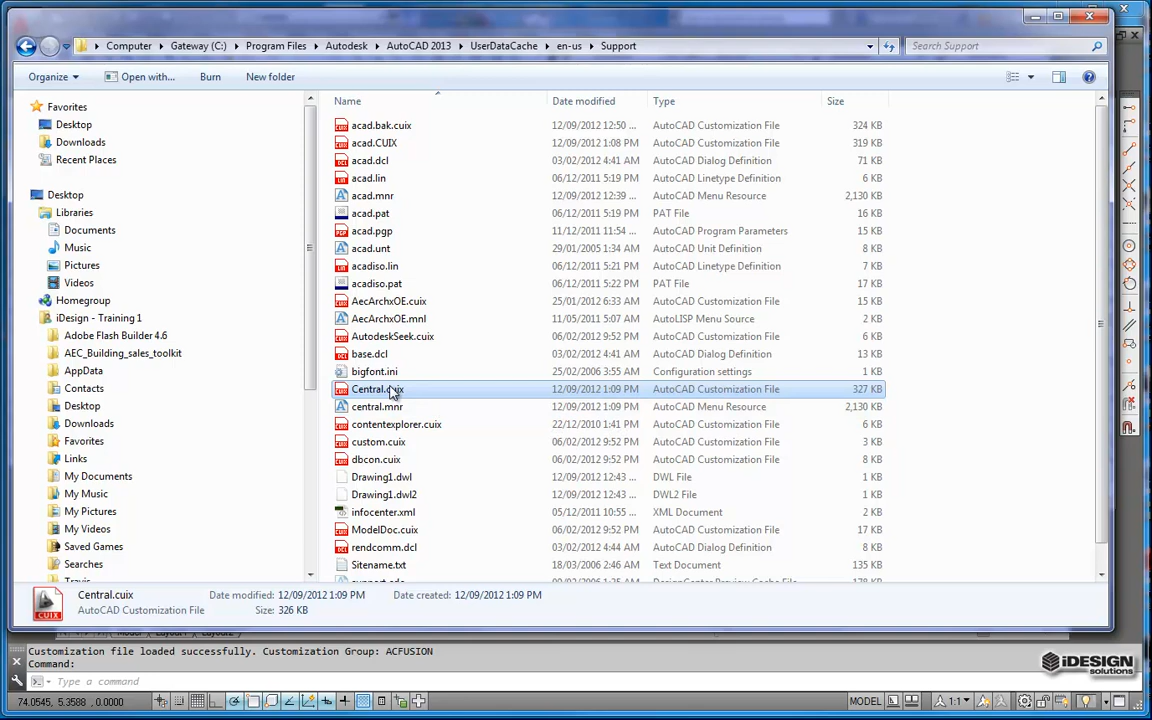 Computer Gateway (C:) Program Files Autodesk AutoCAD 2013 UserDataCache en-us Support Search Support
Organize Open with... Burn New folder
Name Date modified Type Size
Favorites
Desktop
Downloads
Recent Places
Desktop
Libraries
Documents
Music
Pictures
Videos
Homegroup
iDesign - Training 1
Adobe Flash Builder 4.6
AEC_Building_sales_toolkit
AppData
Contacts
Desktop
Downloads
Favorites
Links
My Documents
My Music
My Pictures
My Videos
Saved Games
Searches
Travis
acad.bak.cuix 12/09/2012 12:50 ... AutoCAD Customization File 324 KB
acad.CUIX 12/09/2012 1:08 PM AutoCAD Customization File 319 KB
acad.dcl 03/02/2012 4:41 AM AutoCAD Dialog Definition 71 KB
acad.lin 06/12/2011 5:19 PM AutoCAD Linetype Definition 6 KB
acad.mnr 12/09/2012 12:39 ... AutoCAD Menu Resource 2,130 KB
acad.pat 06/12/2011 5:19 PM PAT File 16 KB
acad.pgp 11/12/2011 11:54 ... AutoCAD Program Parameters 15 KB
acad.unt 29/01/2005 1:34 AM AutoCAD Unit Definition 8 KB
acadiso.lin 06/12/2011 5:21 PM AutoCAD Linetype Definition 7 KB
acadiso.pat 06/12/2011 5:22 PM PAT File 17 KB
AecArchxOE.cuix 25/01/2012 6:33 AM AutoCAD Customization File 15 KB
AecArchxOE.mnl 11/05/2011 5:07 AM AutoLISP Menu Source 2 KB
AutodeskSeek.cuix 06/02/2012 9:52 PM AutoCAD Customization File 6 KB
base.dcl 03/02/2012 4:41 AM AutoCAD Dialog Definition 13 KB
bigfont.ini 25/02/2006 3:55 AM Configuration settings 1 KB
Central.cuix 12/09/2012 1:09 PM AutoCAD Customization File 327 KB
central.mnr 12/09/2012 1:09 PM AutoCAD Menu Resource 2,130 KB
contentexplorer.cuix 22/12/2010 1:41 PM AutoCAD Customization File 6 KB
custom.cuix 06/02/2012 9:52 PM AutoCAD Customization File 3 KB
dbcon.cuix 06/02/2012 9:52 PM AutoCAD Customization File 9 KB
Drawing1.dwl 12/09/2012 12:43 ... DWL File 1 KB
Drawing1.dwl2 12/09/2012 12:43 ... DWL2 File 1 KB
infocenter.xml 05/12/2011 10:55 ... XML Document 2 KB
ModelDoc.cuix 06/02/2012 9:52 PM AutoCAD Customization File 17 KB
rendcomm.dcl 03/02/2012 4:44 AM AutoCAD Dialog Definition 8 KB
Sitename.txt 18/03/2006 2:46 AM Text Document 135 KB
Central.cuix Date modified: 12/09/2012 1:09 PM Date created: 12/09/2012 1:09 PM
AutoCAD Customization File Size: 326 KB
CUIX
Customization file loaded successfully. Customization Group: ACFUSION
Command:
Type a command
iDESIGN
solutions
74.0545, 5.3588 , 0.0000 MODEL 1:1